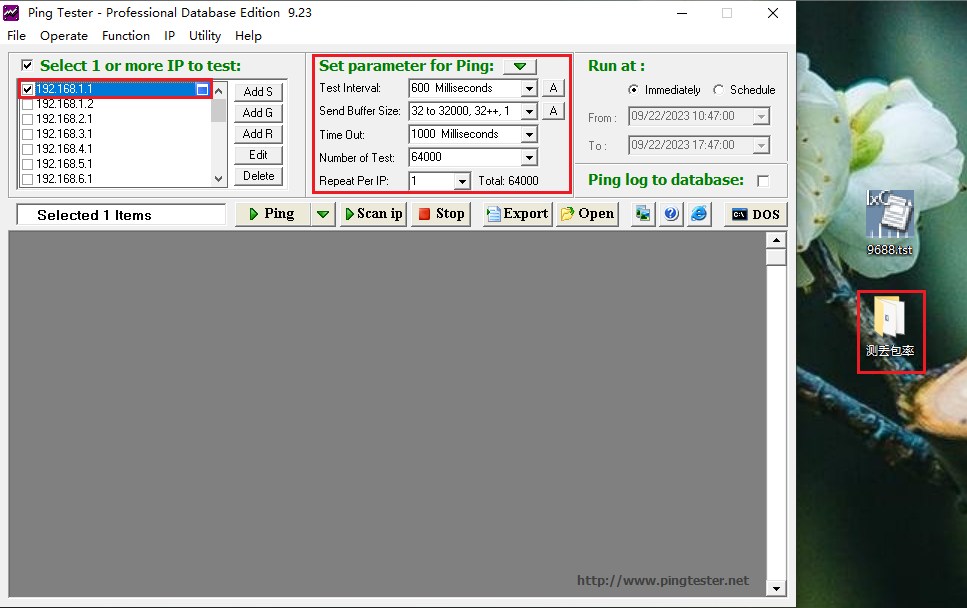 Ping Tester - Professional Database Edition 9.23
File Operate Function IP Utility Help
Select 1 or more IP to test:
192.168.1.1
192.168.1.2
192.168.2.1
192.168.3.1
192.168.4.1
192.168.5.1
192.168.6.1
Add S
Add G
Add R
Edit
Delete
Set parameter for Ping:
Test Interval: 600 Milliseconds A
Send Buffer Size: 32 to 32000, 32++, 1 A
Time Out: 1000 Milliseconds
Number of Test: 64000
Repeat Per IP: 1 Total: 64000
Run at :
Immediately Schedule
From : 09/22/2023 10:47:00
To : 09/22/2023 17:47:00
Ping log to database:
Selected 1 Items
Ping Scan ip Stop Export Open DOS
http://www.pingtester.net
IxC
9688.tst
测丢包率